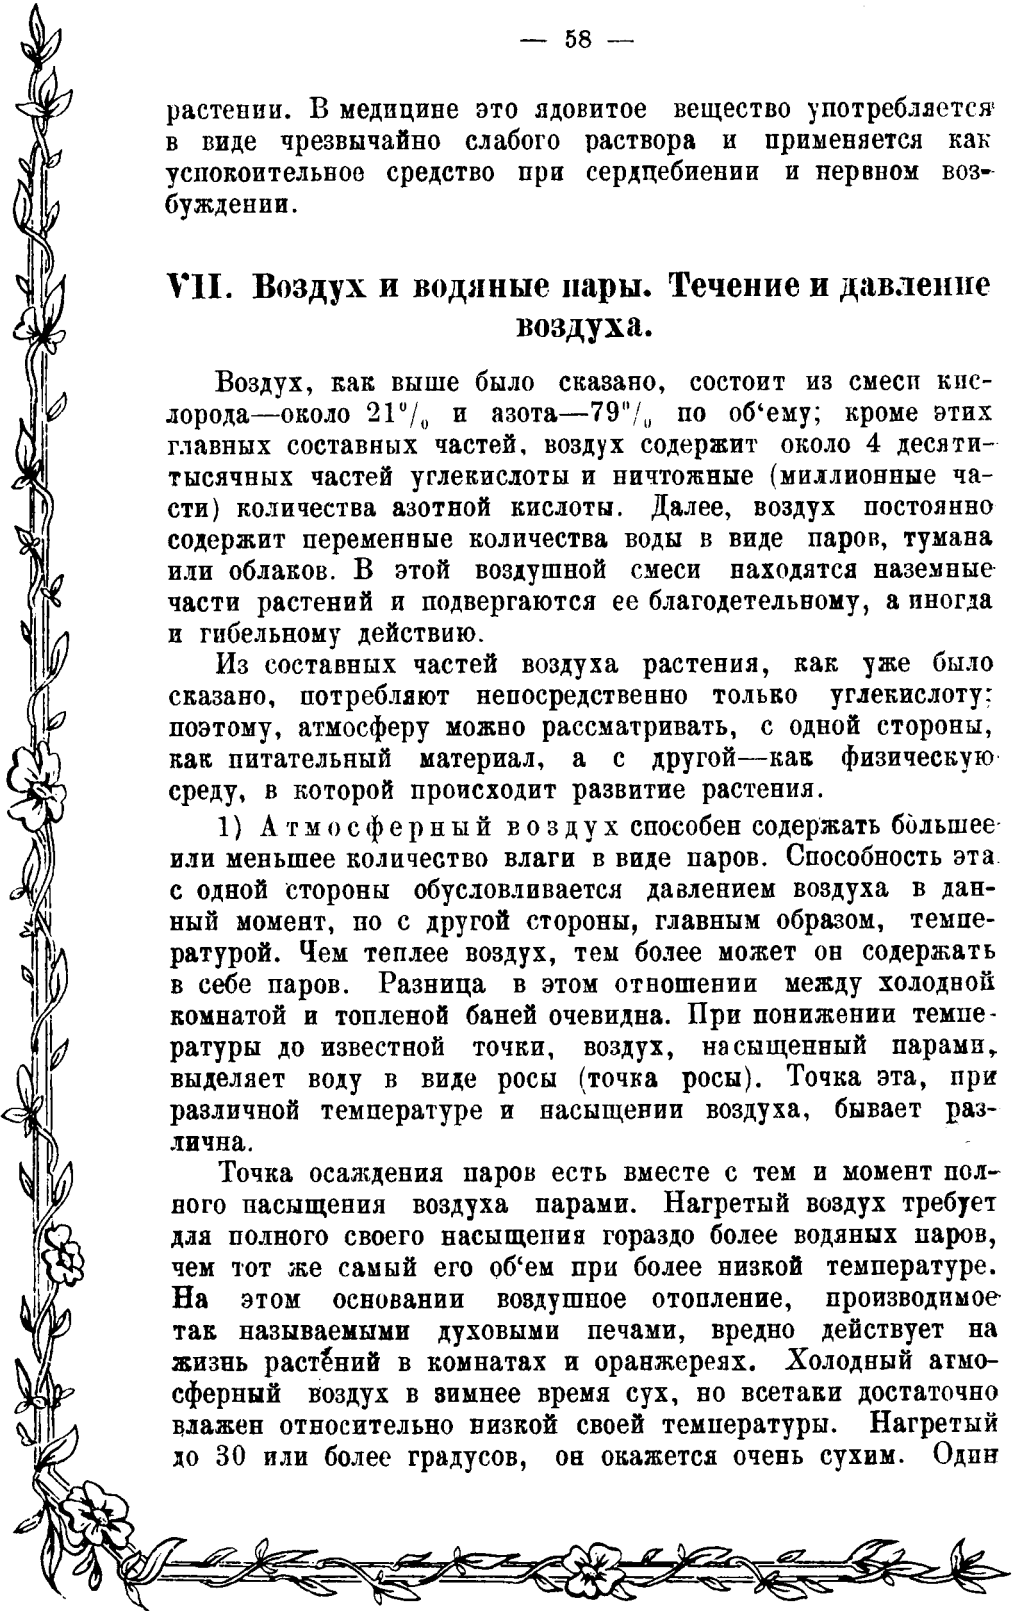 — 58 —
растении. В медицине это ядовитое вещество употребляется
в виде чрезвычайно слабого раствора и применяется как
успокоительное средство при сердцебиении и нервном воз-
буждении.
VII. Воздух и водяные пары. Течение и давление
воздуха.
Воздух, как выше было сказано, состоит из смеси кис-
лорода—около 21% и азота—79% по об‘ему; кроме этих
главных составных частей, воздух содержит около 4 десяти-
тысячных частей углекислоты и ничтожные (миллионные ча-
сти) количества азотной кислоты. Далее, воздух постоянно
содержит переменные количества воды в виде паров, тумана
или облаков. В этой воздушной смеси находятся наземные
части растений и подвергаются ее благодетельному, а иногда
и гибельному действию.
Из составных частей воздуха растения, как уже было
сказано, потребляют непосредственно только углекислоту;
поэтому, атмосферу можно рассматривать, с одной стороны,
как питательный материал, а с другой—как физическую
среду, в которой происходит развитие растения.
1) Атмосферный воздух способен содержать бо̀льшее
или меньшее количество влаги в виде паров. Способность эта
с одной стороны обусловливается давлением воздуха в дан-
ный момент, но с другой стороны, главным образом, темпе-
ратурой. Чем теплее воздух, тем более может он содержать
в себе паров. Разница в этом отношении между холодной
комнатой и топленой баней очевидна. При понижении темпе-
ратуры до известной точки, воздух, насыщенный парами,
выделяет воду в виде росы (точка росы). Точка эта, при
различной температуре и насыщении воздуха, бывает раз-
лична.
Точка осаждения паров есть вместе с тем и момент пол-
ного насыщения воздуха парами. Нагретый воздух требует
для полного своего насыщения гораздо более водяных паров,
чем тот же самый его об‘ем при более низкой температуре.
На этом основании воздушное отопление, производимое
так называемыми духовыми печами, вредно действует на
жизнь растений в комнатах и оранжереях. Холодный атмо-
сферный воздух в зимнее время сух, но всетаки достаточно
влажен относительно низкой своей температуры. Нагретый
до 30 или более градусов, он окажется очень сухим. Один